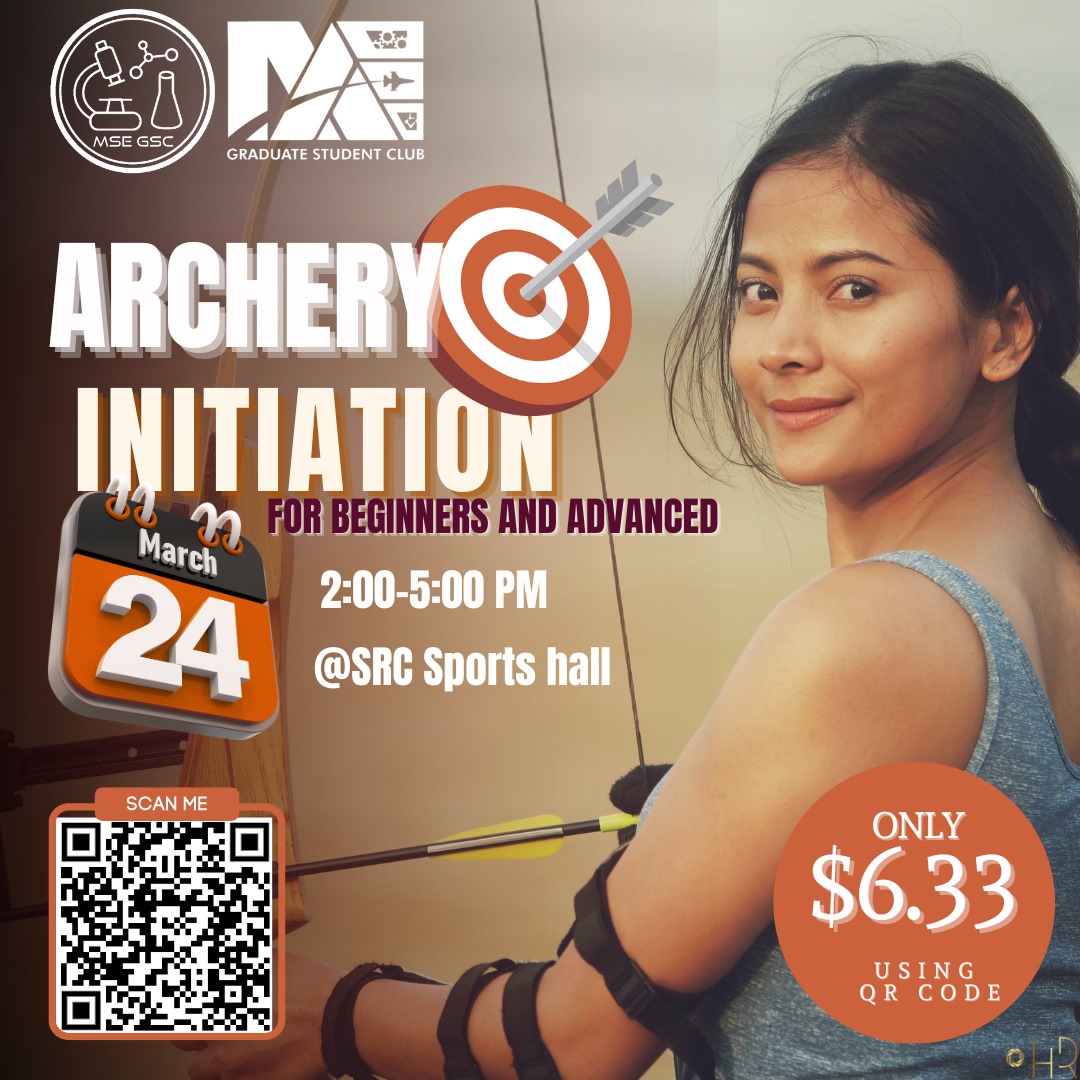 MSE GSC
ME
GRADUATE STUDENT CLUB
ARCHERY
INITIATION
FOR BEGINNERS AND ADVANCED
March
24
2:00-5:00 PM
@SRC Sports hall
SCAN ME
ONLY
$6.33
USING
QR CODE